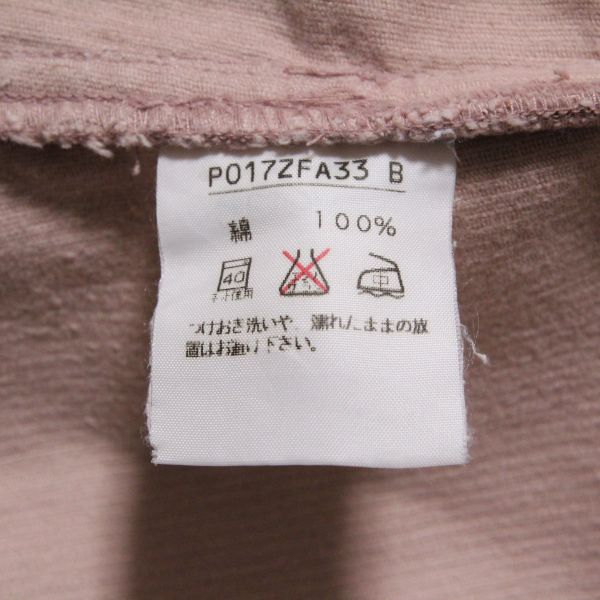 P017ZFA33 B
綿 100%
40 中
ネット使用
つけおき洗いや、濡れたままの放
置はお避け下さい。